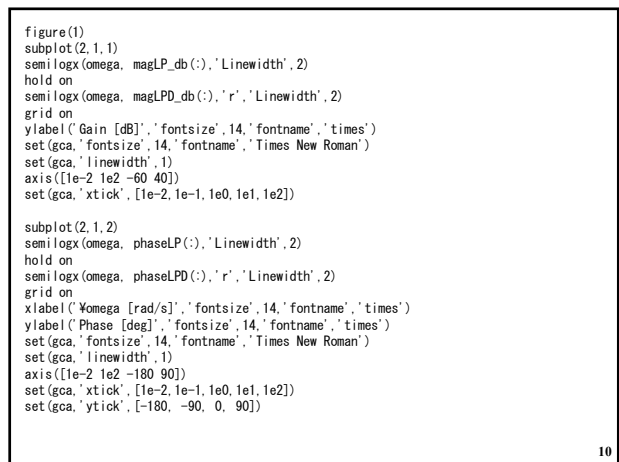 figure(1)
subplot(2,1,1)
semilogx(omega, magLP_db(:),'Linewidth',2)
hold on
semilogx(omega, magLPD_db(:),'r','Linewidth',2)
grid on
ylabel('Gain [dB]','fontsize',14,'fontname','times')
set(gca,'fontsize',14,'fontname','Times New Roman')
set(gca,'linewidth',1)
axis([1e-2 1e2 -60 40])
set(gca,'xtick',[1e-2,1e-1,1e0,1e1,1e2])

subplot(2,1,2)
semilogx(omega, phaseLP(:),'Linewidth',2)
hold on
semilogx(omega, phaseLPD(:),'r','Linewidth',2)
grid on
xlabel('¥omega [rad/s]','fontsize',14,'fontname','times')
ylabel('Phase [deg]','fontsize',14,'fontname','times')
set(gca,'fontsize',14,'fontname','Times New Roman')
set(gca,'linewidth',1)
axis([1e-2 1e2 -180 90])
set(gca,'xtick',[1e-2,1e-1,1e0,1e1,1e2])
set(gca,'ytick',[-180, -90, 0, 90])
10